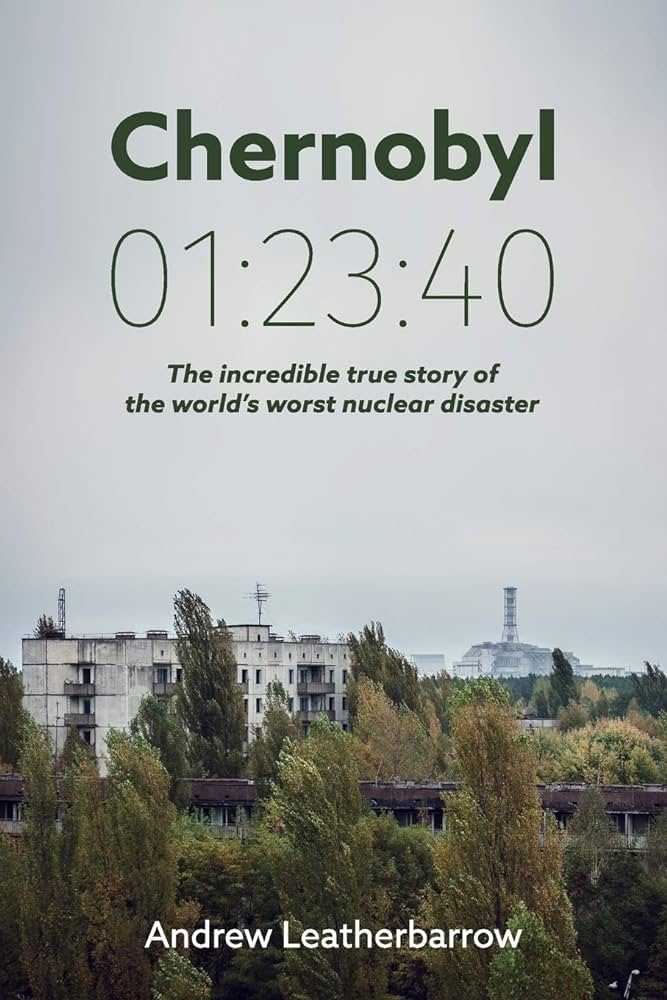 Chernobyl
01:23:40
The incredible true story of
the world's worst nuclear disaster
Andrew Leatherbarrow